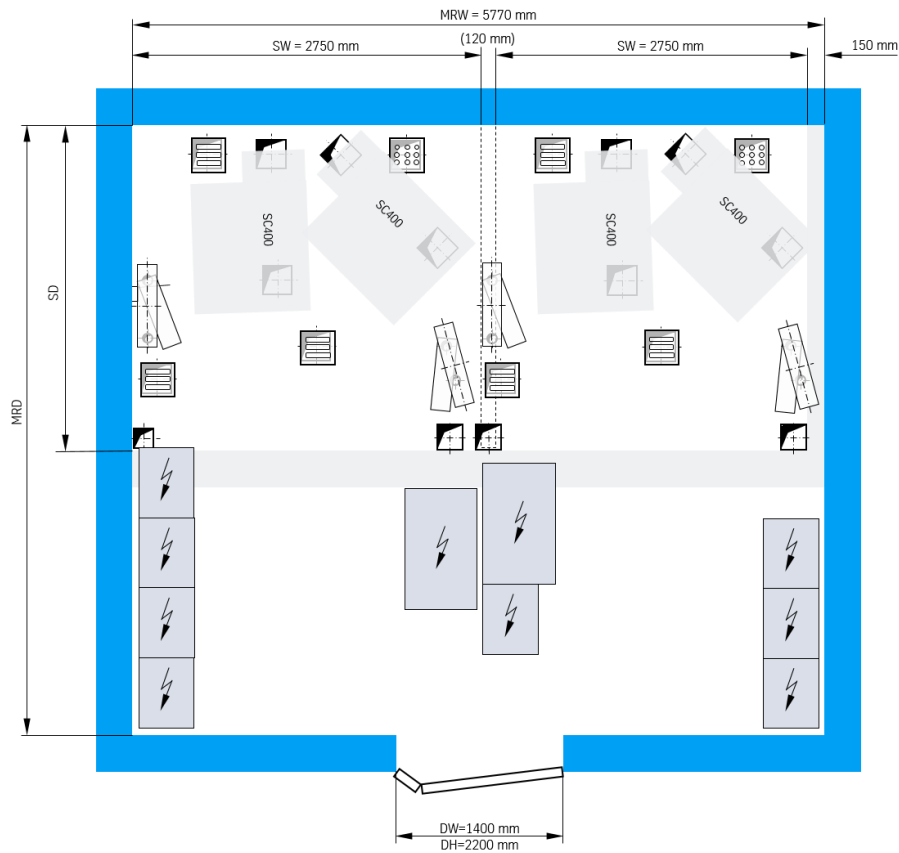 MRW = 5770 mm
(120 mm)
SW = 2750 mm
SW = 2750 mm
150 mm
SC400
SC400
SC400
SC400
SD
MRD
DW=1400 mm
DH=2200 mm